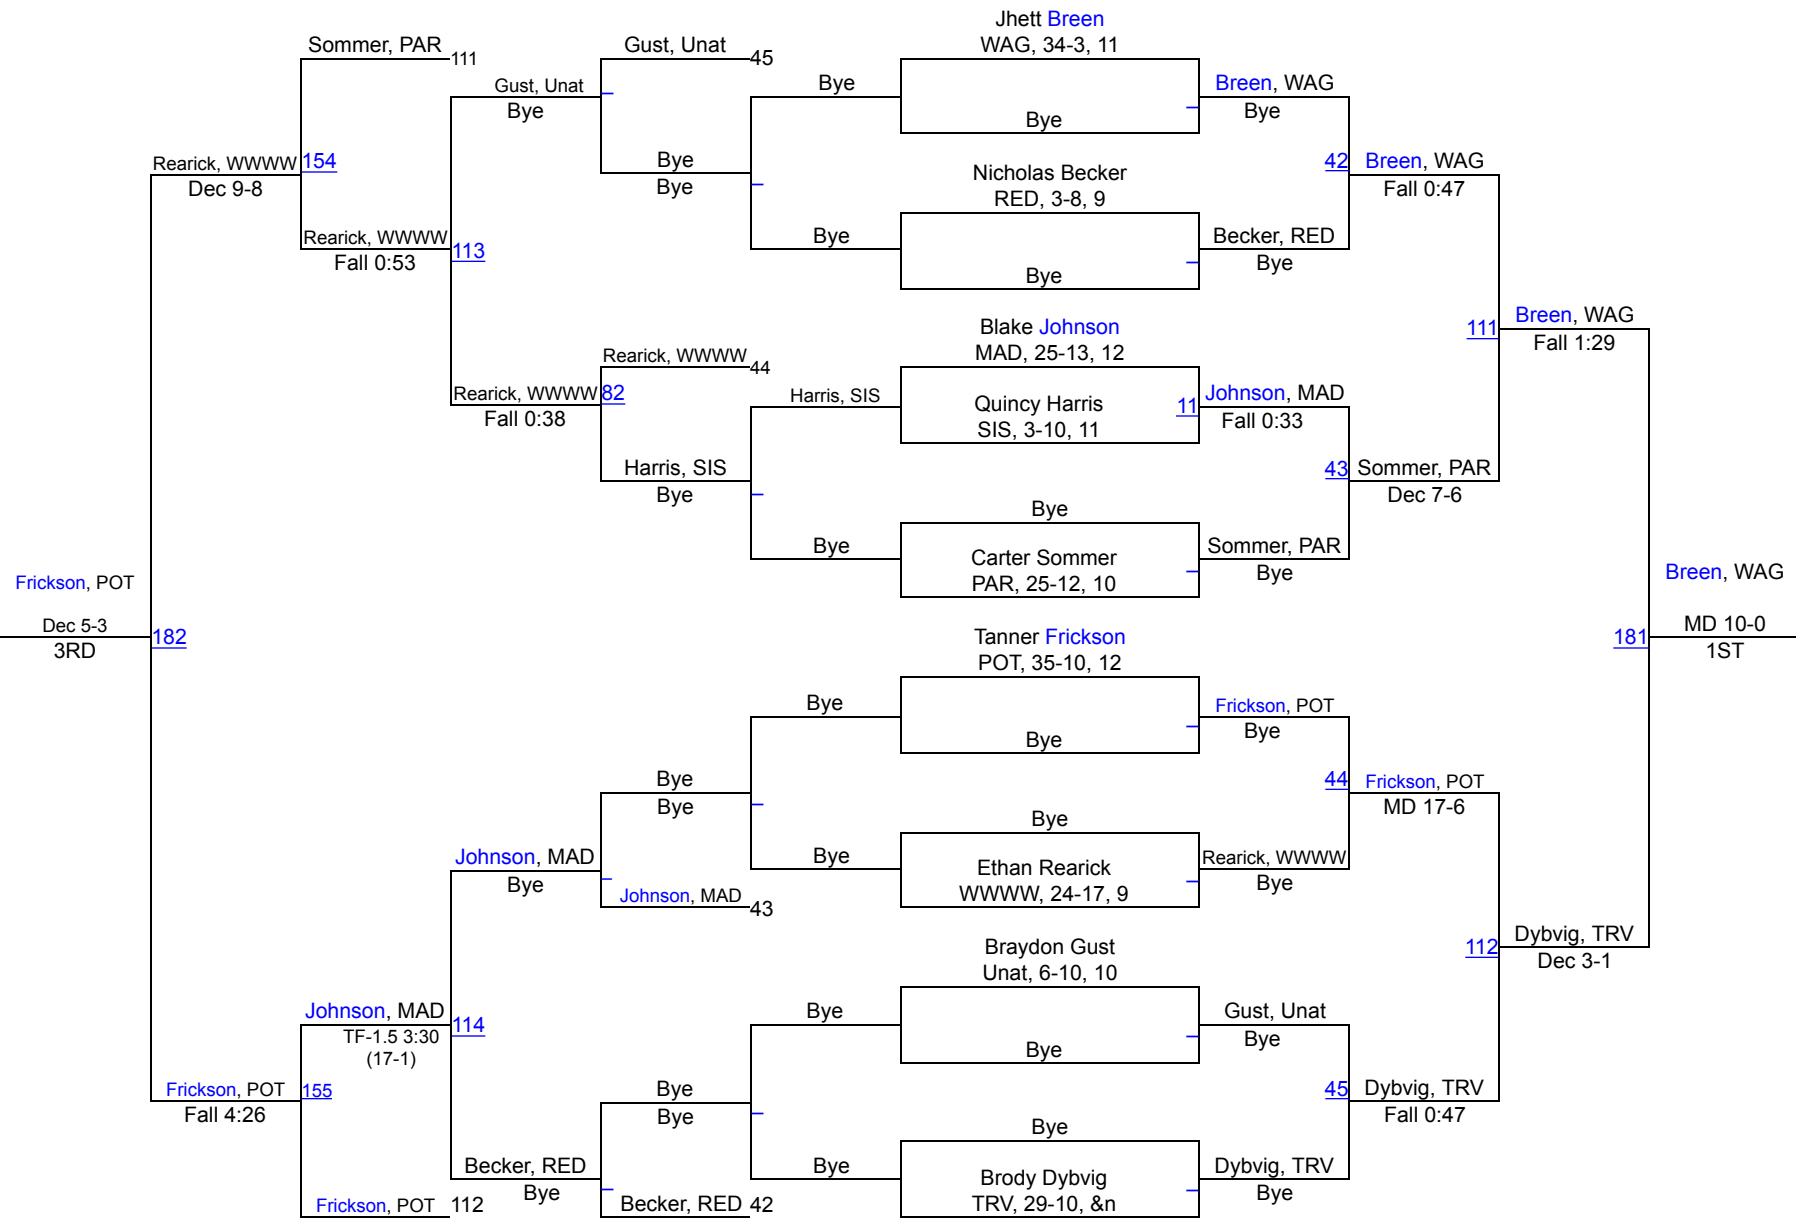 Jhett Breen
WAG, 34-3, 11
Sommer, PAR
111
Gust, Unat
45
Gust, Unat
Bye
Bye
Bye
Breen, WAG
Bye
Rearick, WWWW
154
Dec 9-8
Bye
Bye
Nicholas Becker
RED, 3-8, 9
42
Breen, WAG
Fall 0:47
Rearick, WWWW
113
Fall 0:53
Bye
Bye
Becker, RED
Bye
Blake Johnson
MAD, 25-13, 12
111
Breen, WAG
Fall 1:29
Rearick, WWWW
44
Rearick, WWWW
82
Fall 0:38
Harris, SIS
Quincy Harris
SIS, 3-10, 11
11
Johnson, MAD
Fall 0:33
Harris, SIS
Bye
43
Sommer, PAR
Dec 7-6
Bye
Bye
Carter Sommer
PAR, 25-12, 10
Sommer, PAR
Bye
Frickson, POT
Dec 5-3
3RD
182
Breen, WAG
MD 10-0
1ST
181
Tanner Frickson
POT, 35-10, 12
Bye
Bye
Frickson, POT
Bye
Bye
Bye
44
Frickson, POT
MD 17-6
Bye
Bye
Ethan Rearick
WWWW, 24-17, 9
Rearick, WWWW
Bye
Johnson, MAD
Bye
Johnson, MAD
43
Braydon Gust
Unat, 6-10, 10
112
Dybvig, TRV
Dec 3-1
Johnson, MAD
114
TF-1.5 3:30
(17-1)
Bye
Bye
Gust, Unat
Bye
Frickson, POT
155
Fall 4:26
Bye
Bye
45
Dybvig, TRV
Fall 0:47
Bye
Becker, RED
Bye
Bye
Brody Dybvig
TRV, 29-10, &n
Dybvig, TRV
Bye
Frickson, POT
112
Becker, RED
42